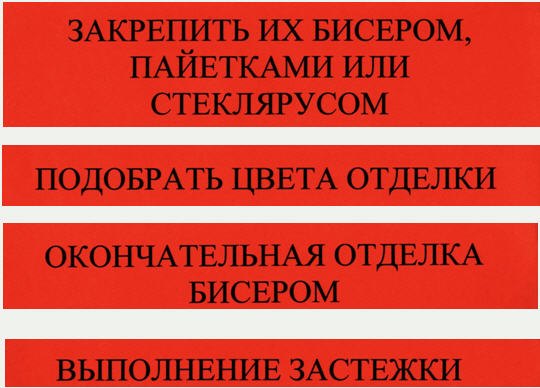 ЗАКРЕПИТЬ ИХ БИСЕРОМ,
ПАЙЕТКАМИ ИЛИ
СТЕКЛЯРУСОМ
ПОДОБРАТЬ ЦВЕТА ОТДЕЛКИ
ОКОНЧАТЕЛЬНАЯ ОТДЕЛКА
БИСЕРОМ
ВЫПОЛНЕНИЕ ЗАСТЕЖКИ